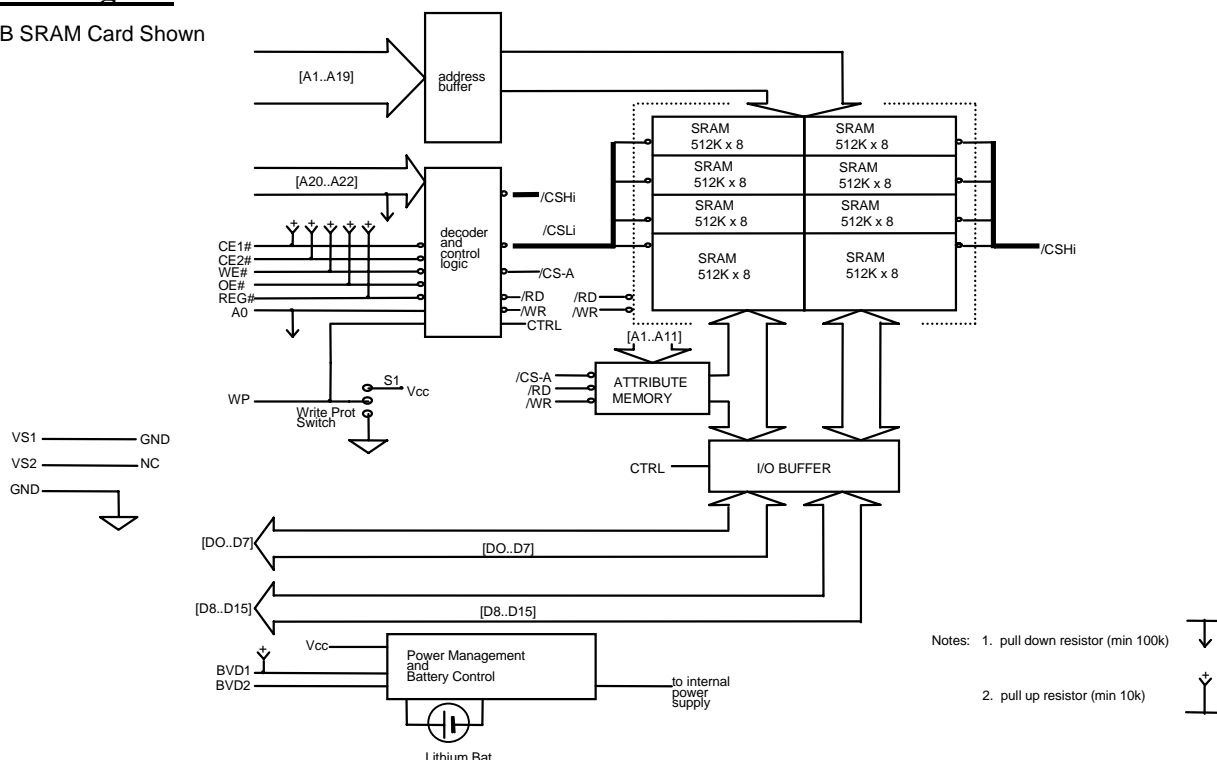 B SRAM Card Shown
[A1..A19]
address
buffer
[A20..A22]
decoder
and
control
logic
/CSHi
/CSLi
/CS-A
/RD
/WR
CTRL
CE1#
CE2#
WE#
OE#
REG#
A0
WP
S1
Vcc
Write Prot
Switch
SRAM
512K x 8
SRAM
512K x 8
SRAM
512K x 8
SRAM
512K x 8
SRAM
512K x 8
SRAM
512K x 8
SRAM
512K x 8
SRAM
512K x 8
/CSHi
/RD
/WR
[A1..A11]
/CS-A
/RD
/WR
ATTRIBUTE
MEMORY
VS1
GND
VS2
NC
GND
CTRL
I/O BUFFER
[DO..D7]
[DO..D7]
[D8..D15]
[D8..D15]
Vcc
BVD1
BVD2
Power Management
and
Battery Control
to internal
power
supply
Lithium Bat
Notes: 1. pull down resistor (min 100k)
2. pull up resistor (min 10k)